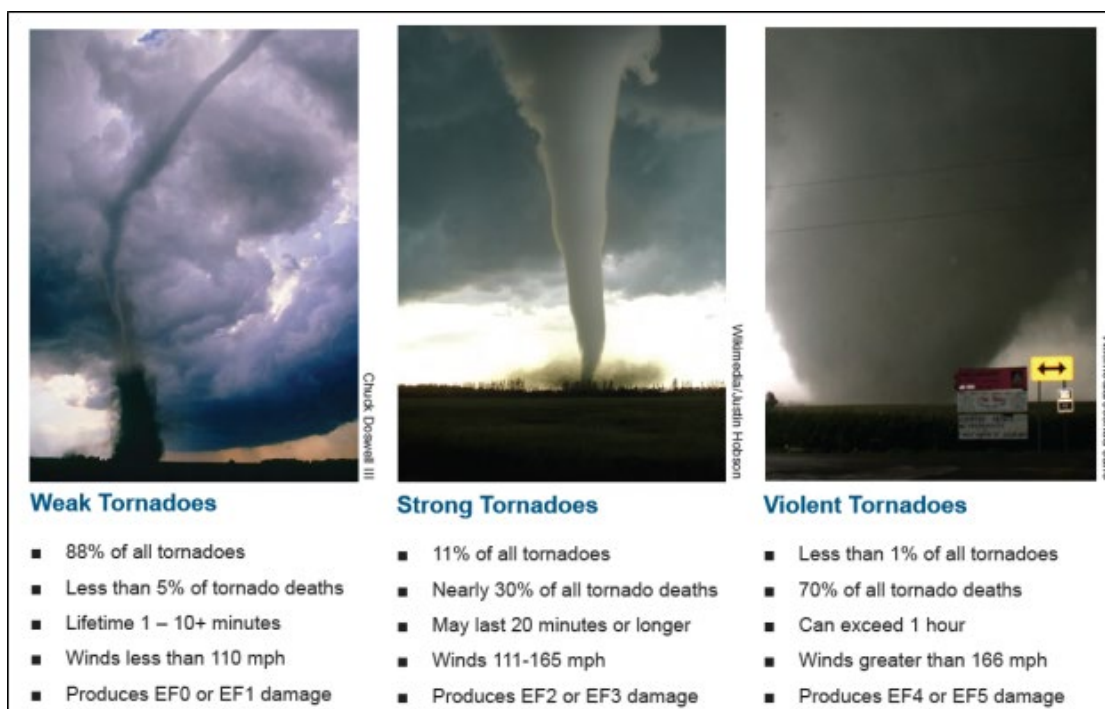 Chuck Doswell III
Wikimedia/Justin Hobson
Weak Tornadoes
■ 88% of all tornadoes
■ Less than 5% of tornado deaths
■ Lifetime 1 – 10+ minutes
■ Winds less than 110 mph
■ Produces EF0 or EF1 damage
Strong Tornadoes
■ 11% of all tornadoes
■ Nearly 30% of all tornado deaths
■ May last 20 minutes or longer
■ Winds 111-165 mph
■ Produces EF2 or EF3 damage
Violent Tornadoes
■ Less than 1% of all tornadoes
■ 70% of all tornado deaths
■ Can exceed 1 hour
■ Winds greater than 166 mph
■ Produces EF4 or EF5 damage